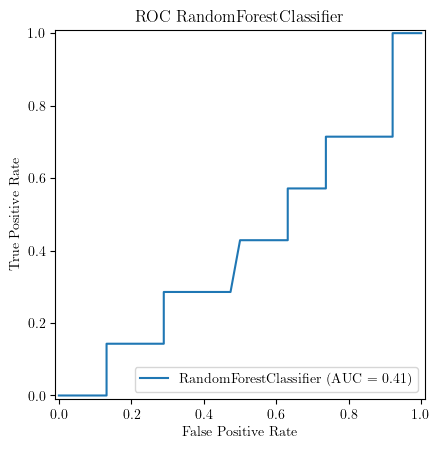 ROC RandomForestClassifier
1.0
0.8
0.6
0.4
0.2
0.0
True Positive Rate
RandomForestClassifier (AUC = 0.41)
0.0 0.2 0.4 0.6 0.8 1.0
False Positive Rate